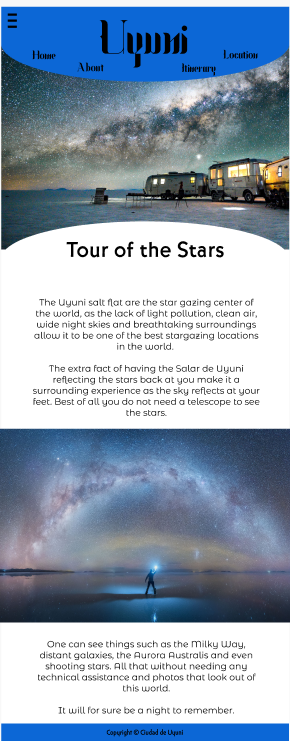 Uyuni
Home
Location
About
Itinerary
Tour of the Stars
The Uyuni salt flat are the star gazing center of
the world, as the lack of light pollution, clean air,
wide night skies and breathtaking surroundings
allow it to be one of the best stargazing locations
in the world.
The extra fact of having the Salar de Uyuni
reflecting the stars back at you make it a
surrounding experience as the sky reflects at your
feet. Best of all you do not need a telescope to see
the stars.
One can see things such as the Milky Way,
distant galaxies, the Aurora Australis and even
shooting stars. All that without needing any
technical assistance and photos that look out of
this world.
It will for sure be a night to remember.
Copyright © Ciudad de Uyuni